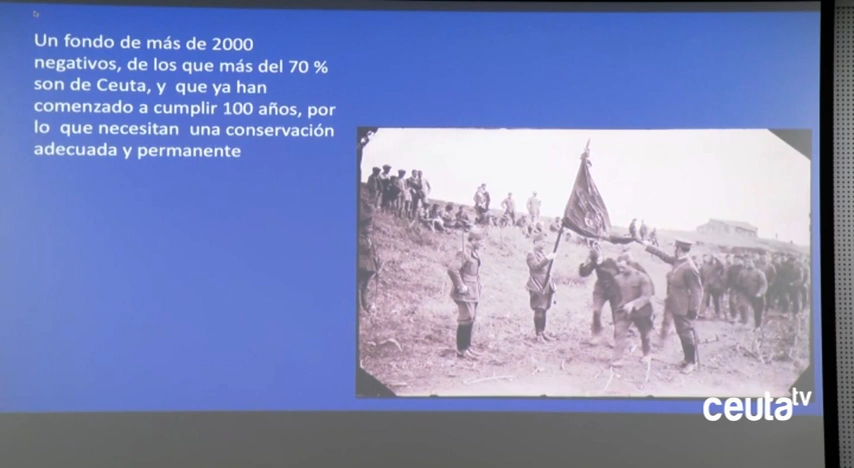 Un fondo de más de 2000
negativos, de los que más del 70 %
son de Ceuta, y que ya han
comenzado a cumplir 100 años, por
lo que necesitan una conservación
adecuada y permanente
ceuta tv